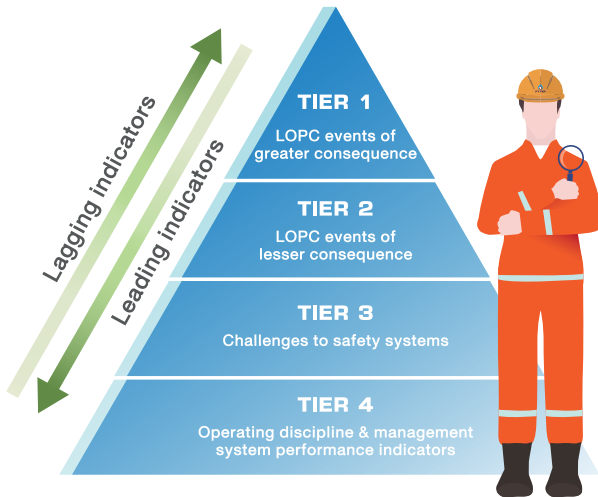 Lagging indicators
Leading indicators
TIER 1
LOPC events of
greater consequence
TIER 2
LOPC events of
lesser consequence
TIER 3
Challenges to safety systems
TIER 4
Operating discipline & management
system performance indicators